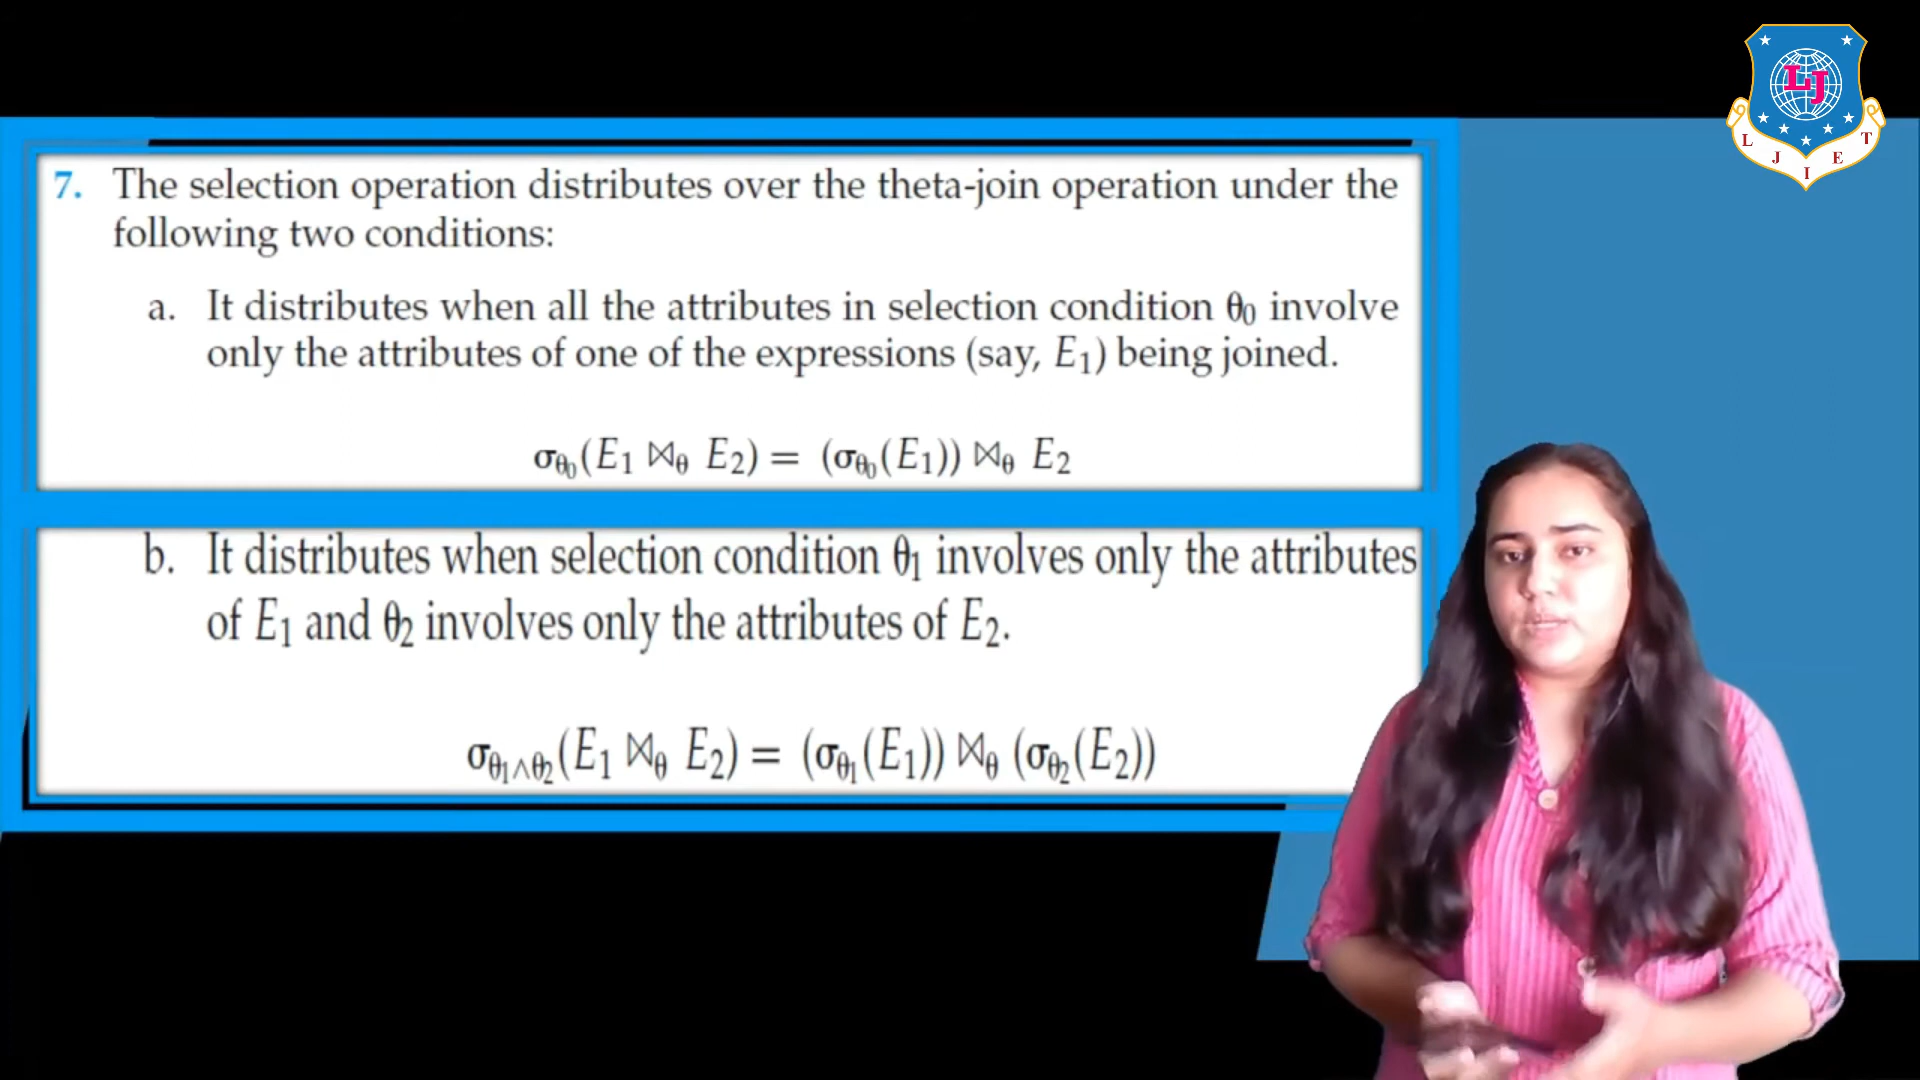 7. The selection operation distributes over the theta-join operation under the
following two conditions:
a. It distributes when all the attributes in selection condition θ₀ involve
only the attributes of one of the expressions (say, E₁) being joined.
σθ₀(E₁ ⋈θ E₂) = (σθ₀(E₁)) ⋈θ E₂
b. It distributes when selection condition θ₁ involves only the attributes
of E₁ and θ₂ involves only the attributes of E₂.
σθ₁∧θ₂(E₁ ⋈θ E₂) = (σθ₁(E₁)) ⋈θ (σθ₂(E₂))
LJ
L J I E T